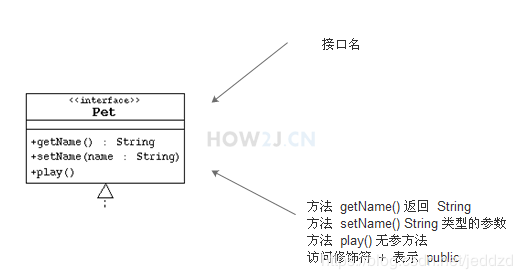 接口名
<<interface>>
Pet
+getName() : String
+setName(name : String)
+play()
HOW2J.CN
方法 getName() 返回 String
方法 setName() String 类型的参数
方法 play() 无参方法
访问修饰符 + 表示 public